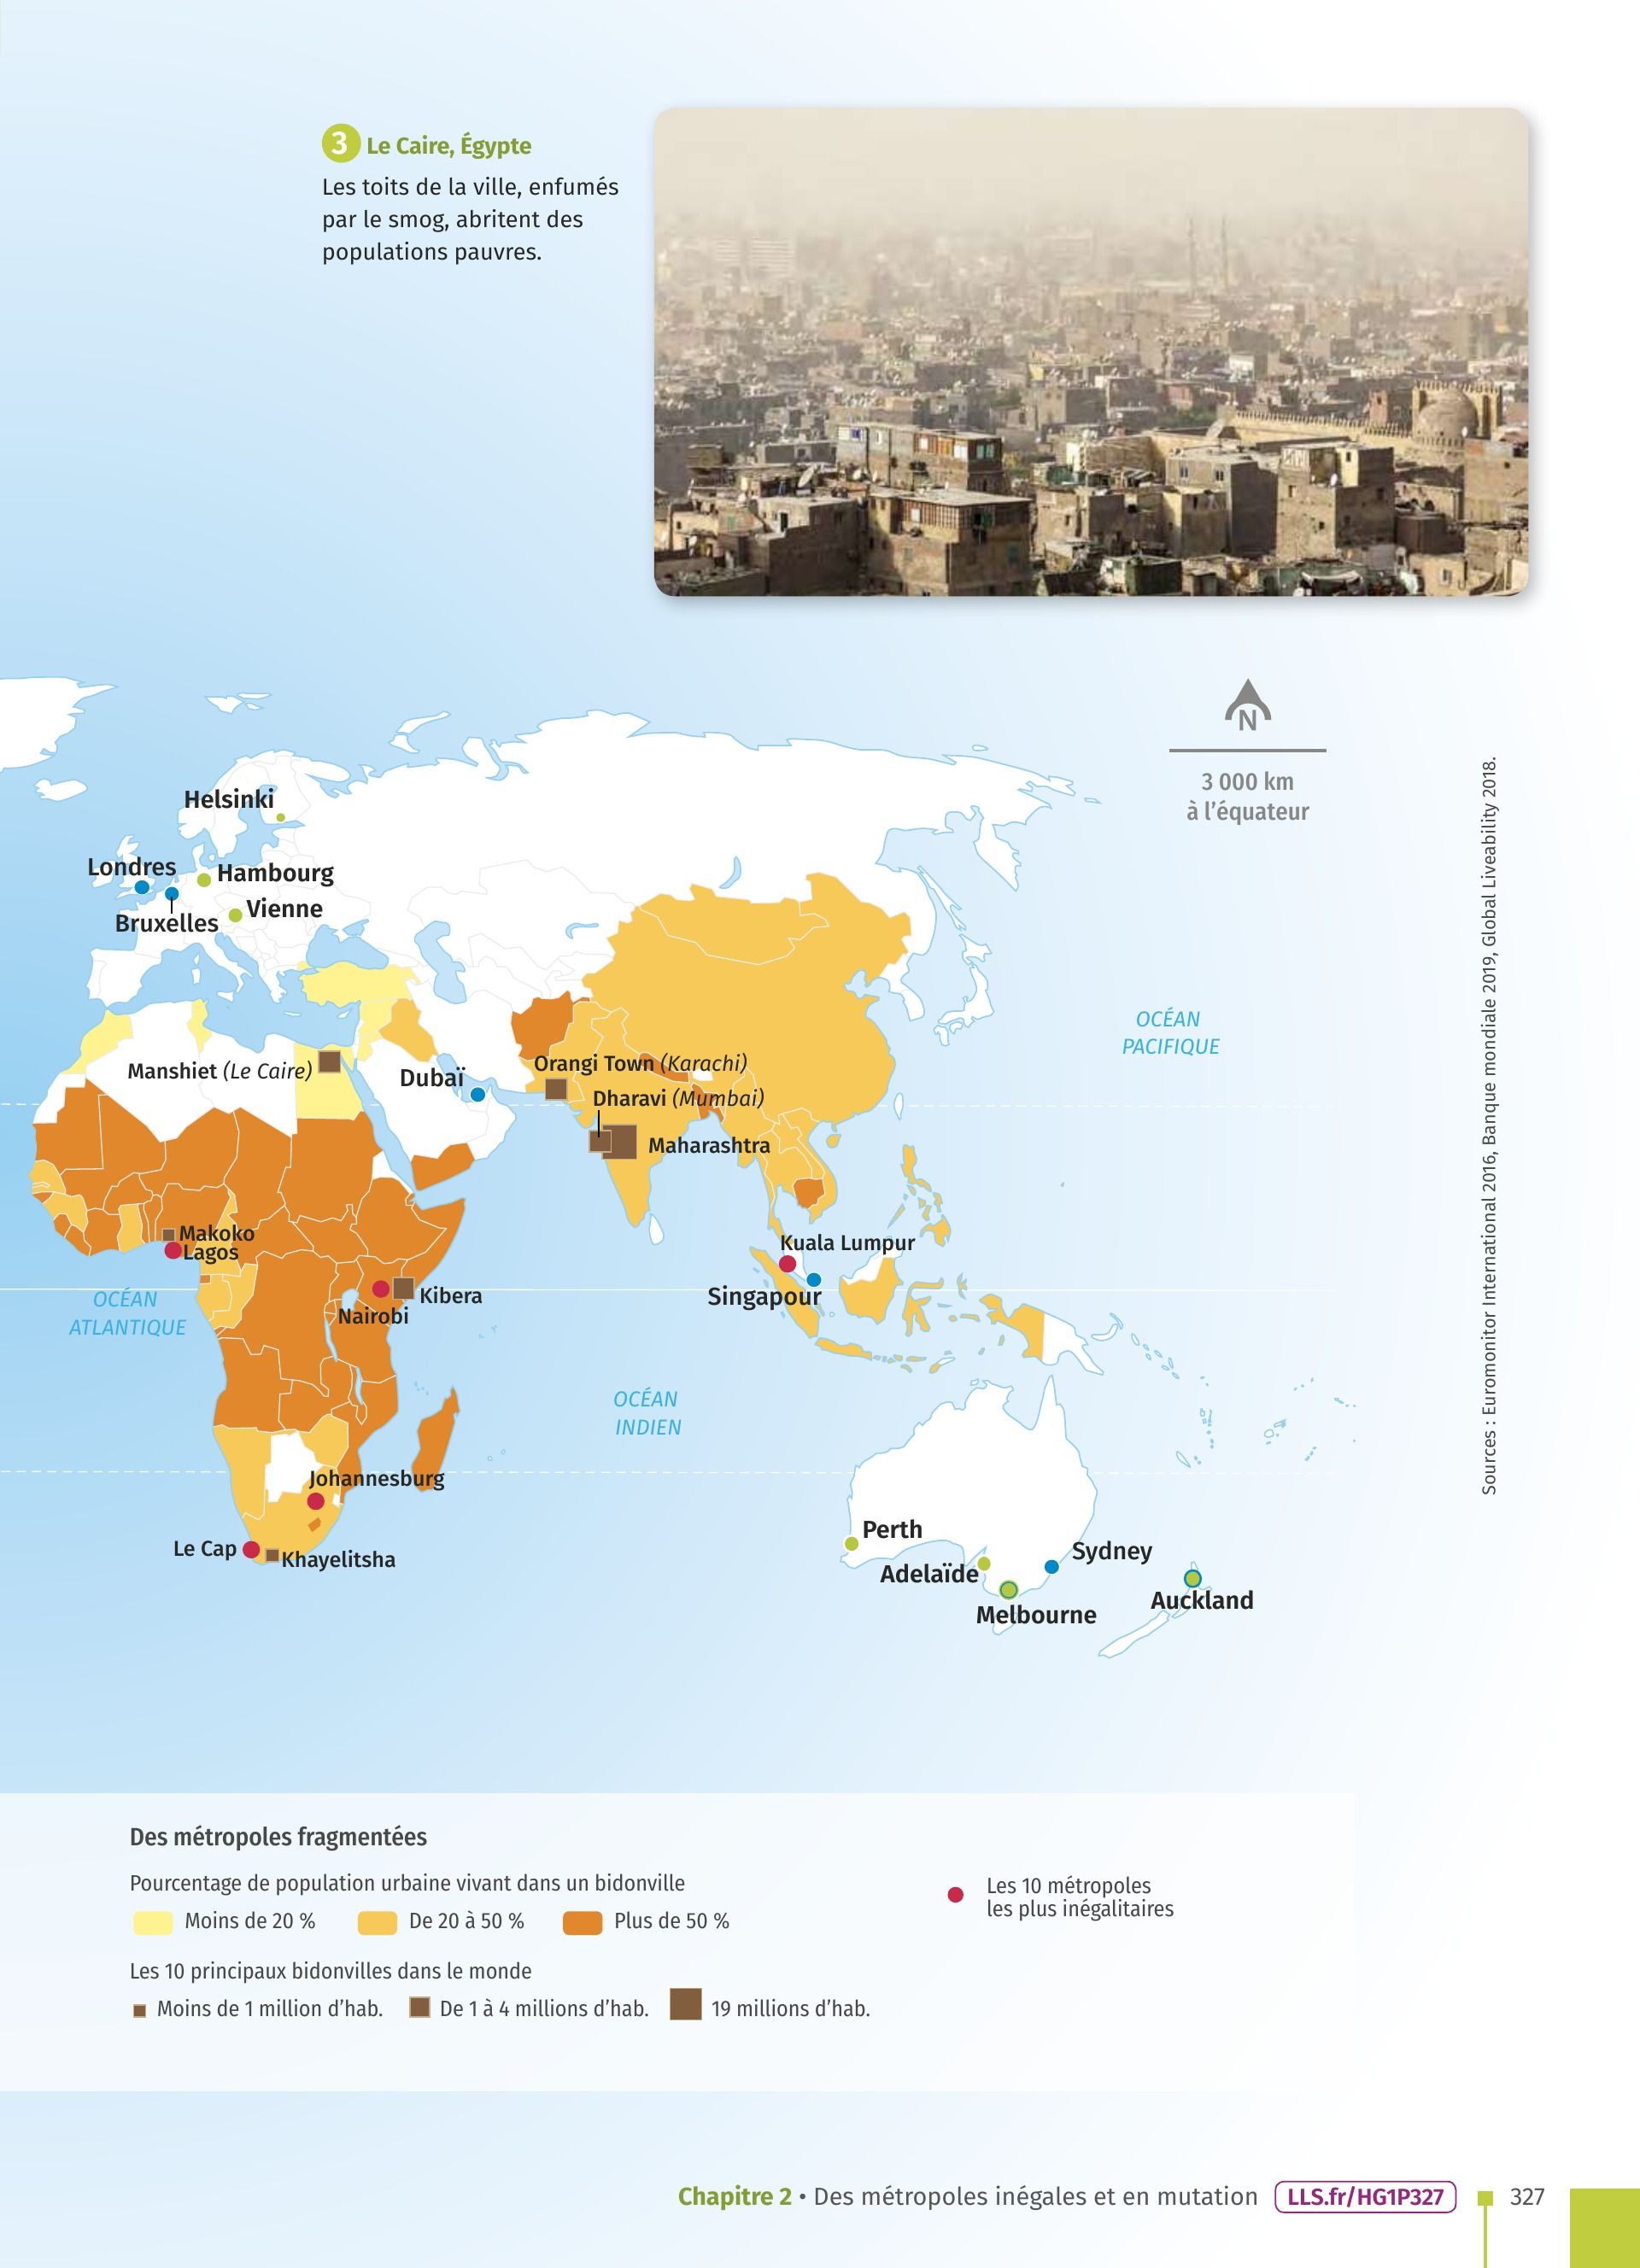 3 Le Caire, Égypte
Les toits de la ville, enfumés
par le smog, abritent des
populations pauvres.
N
3 000 km
à l'équateur
Helsinki
Londres
Hambourg
Vienne
Bruxelles
OCÉAN
PACIFIQUE
Manshiet (Le Caire)
Dubaï
Orangi Town (Karachi)
Dharavi (Mumbai)
Maharashtra
Makoko
Lagos
Kuala Lumpur
Singapour
Kibera
Nairobi
OCÉAN
ATLANTIQUE
OCÉAN
INDIEN
Johannesburg
Le Cap
Khayelitsha
Perth
Adelaïde
Sydney
Melbourne
Auckland
Sources : Euromonitor International 2016, Banque mondiale 2019, Global Liveability 2018.
Des métropoles fragmentées
Pourcentage de population urbaine vivant dans un bidonville
Moins de 20 %
De 20 à 50 %
Plus de 50 %
Les 10 métropoles
les plus inégalitaires
Les 10 principaux bidonvilles dans le monde
Moins de 1 million d'hab.
De 1 à 4 millions d'hab.
19 millions d'hab.
Chapitre 2 • Des métropoles inégales et en mutation LLS.fr/HG1P327 327